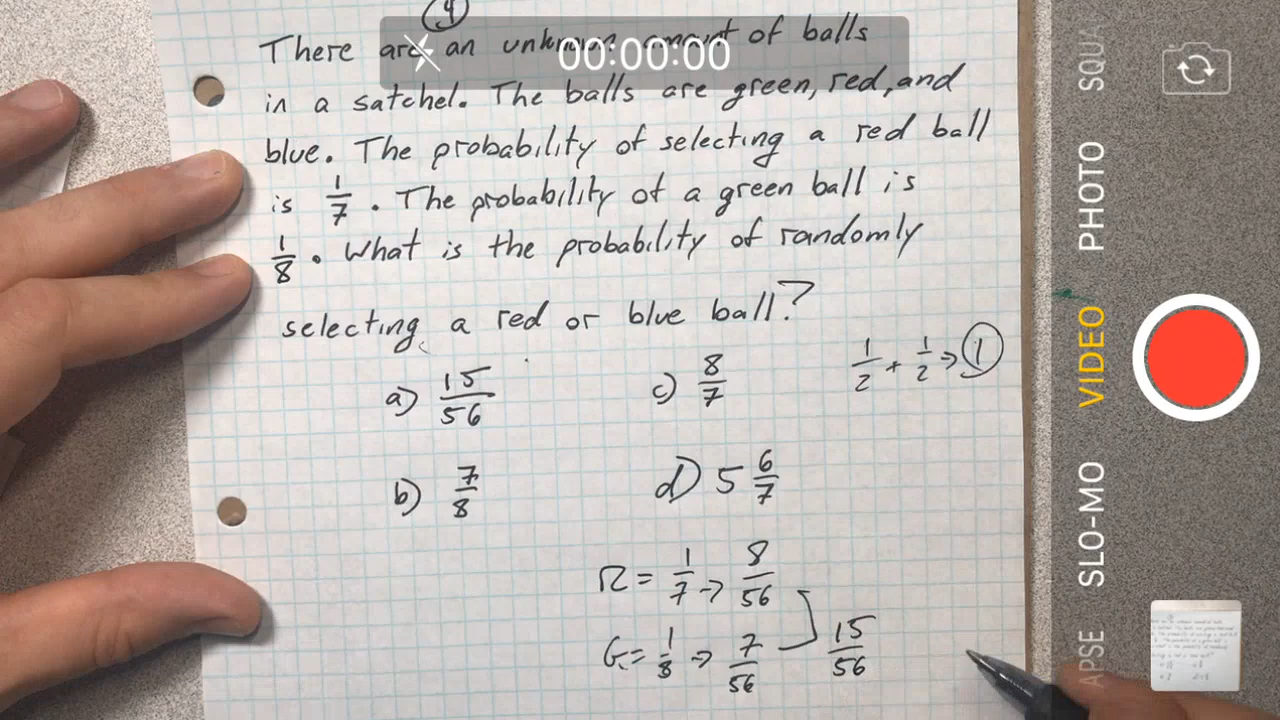 4
There are an unknown amount of balls
00:00:00
in a satchel. The balls are green, red, and
blue. The probability of selecting a red ball
is 1/7. The probability of a green ball is
1/8. What is the probability of randomly
selecting a red or blue ball?
1/2 + 1/2 → 1
a) 15/56
c) 8/7
b) 7/8
d) 5 6/7
R = 1/7 → 8/56
G = 1/8 → 7/56
15/56
SQUA
PHOTO
VIDEO
SLO-MO
APSE